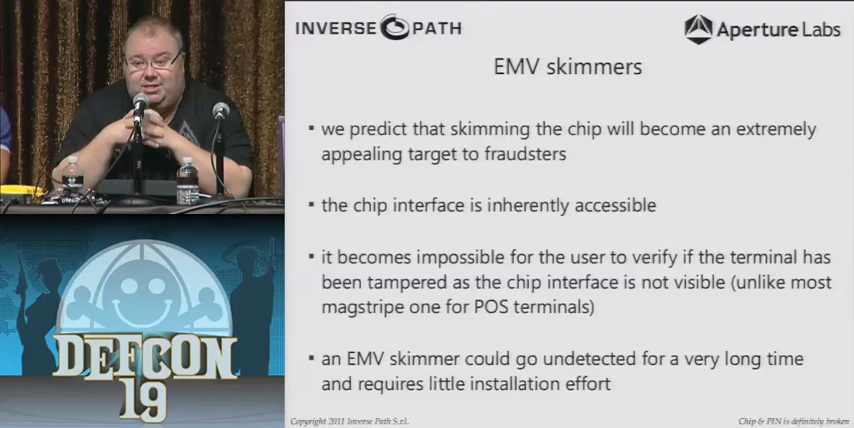 INVERSE PATH
Aperture Labs
EMV skimmers
▪ we predict that skimming the chip will become an extremely
appealing target to fraudsters
▪ the chip interface is inherently accessible
▪ it becomes impossible for the user to verify if the terminal has
been tampered as the chip interface is not visible (unlike most
magstripe one for POS terminals)
▪ an EMV skimmer could go undetected for a very long time
and requires little installation effort
DEFCON
19
Copyright 2011 Inverse Path S.r.l.
Chip & PIN is definitely broken